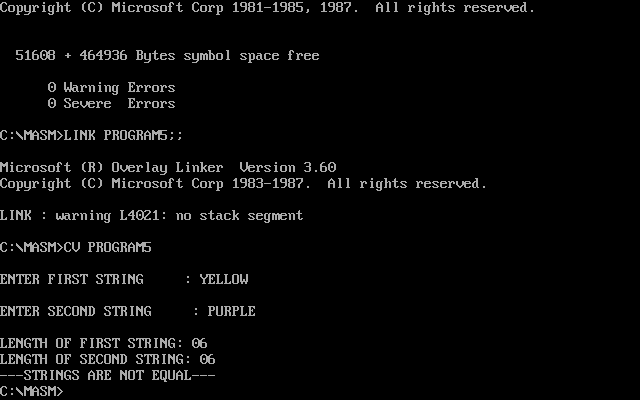 Copyright (C) Microsoft Corp 1981-1985, 1987.  All rights reserved.
51608 + 464936 Bytes symbol space free
0 Warning Errors
0 Severe  Errors
C:\MASM>LINK PROGRAM5;;
Microsoft (R) Overlay Linker  Version 3.60
Copyright (C) Microsoft Corp 1983-1987.  All rights reserved.
LINK : warning L4021: no stack segment
C:\MASM>CV PROGRAM5
ENTER FIRST STRING     : YELLOW
ENTER SECOND STRING     : PURPLE
LENGTH OF FIRST STRING: 06
LENGTH OF SECOND STRING: 06
---STRINGS ARE NOT EQUAL---
C:\MASM>